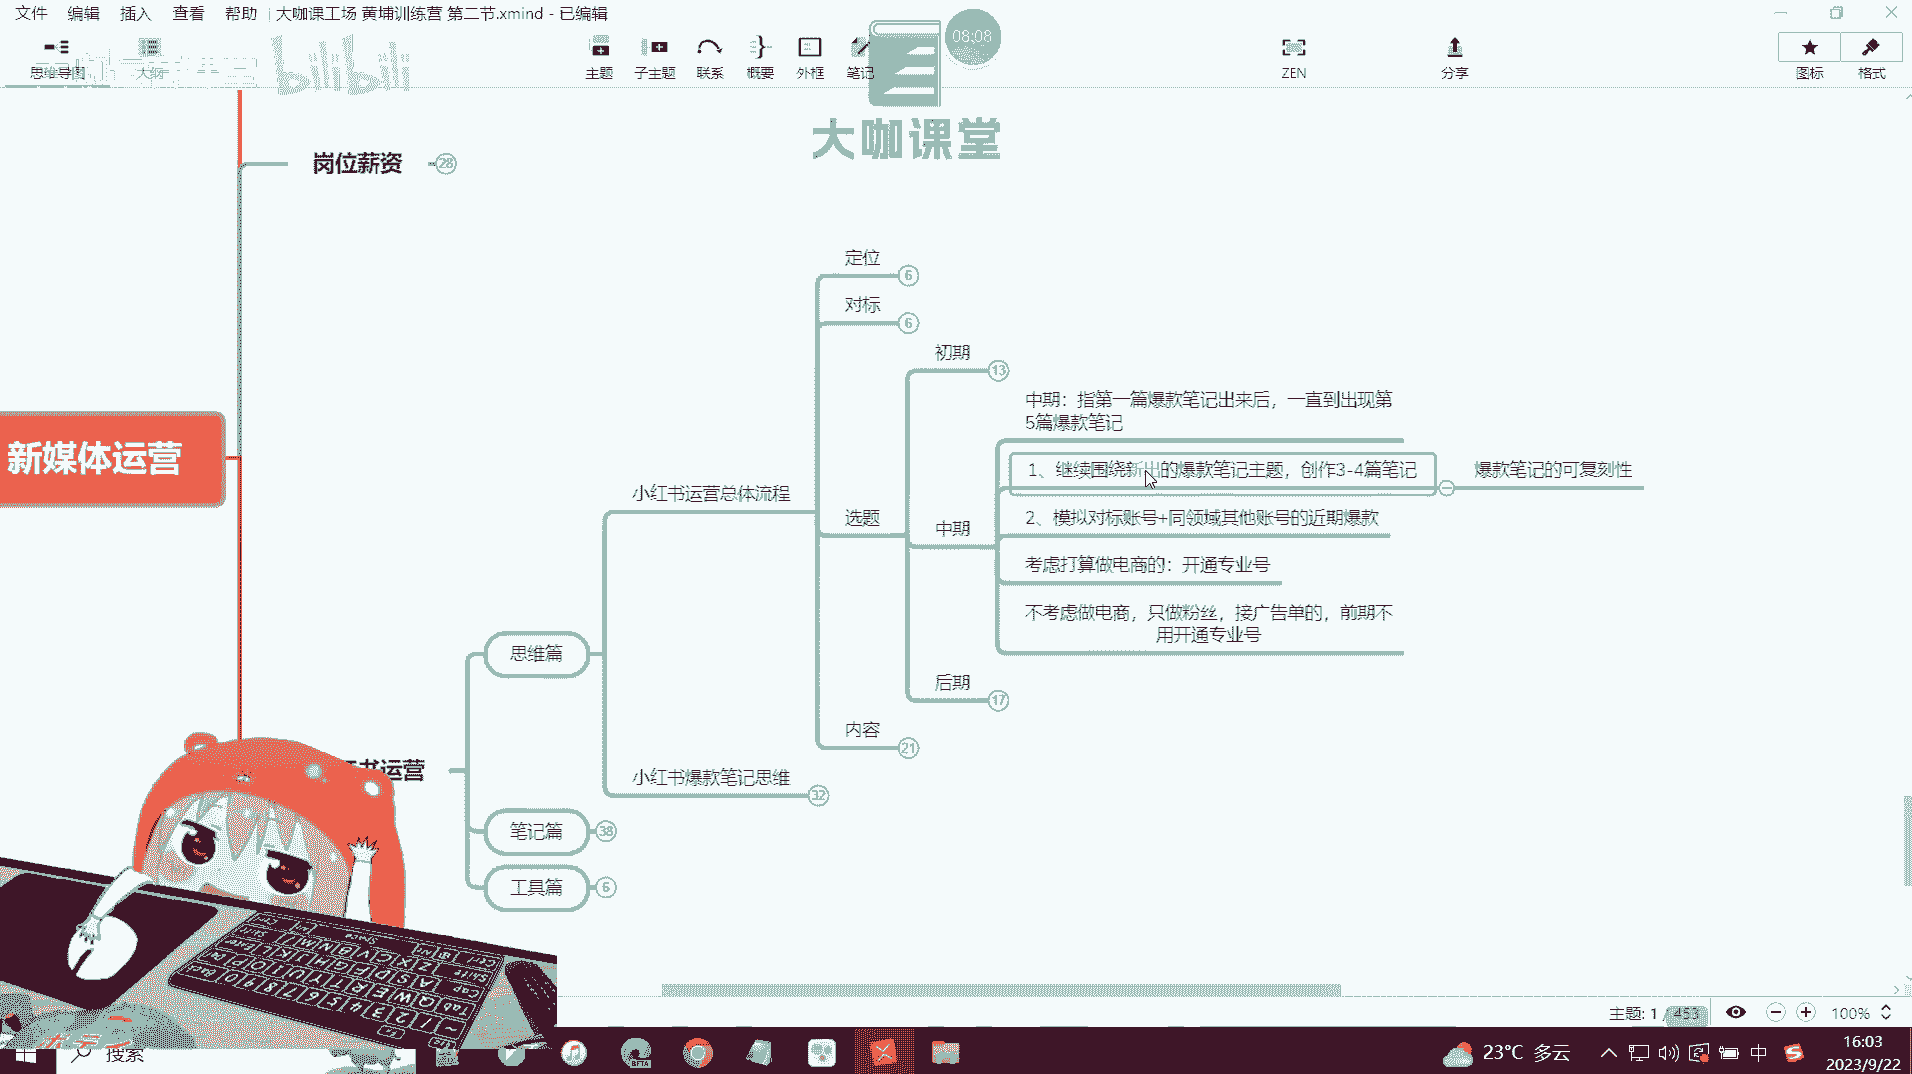 文件 编辑 插入 查看 帮助 大咖课工场 黄埔训练营 第二节.xmind - 已编辑
08:08
思维导图 大纲 主题 子主题 联系 概要 外框 笔记 ZEN 分享 图标 格式
bilibili
大咖课堂
岗位薪资 28
定位 6
对标 6
初期 13
中期：指第一篇爆款笔记出来后，一直到出现第
5篇爆款笔记
1、继续围绕新出的爆款笔记主题，创作3-4篇笔记
爆款笔记的可复刻性
新媒体运营
小红书运营总体流程
选题
中期
2、模拟对标账号+同领域其他账号的近期爆款
考虑打算做电商的：开通专业号
不考虑做电商，只做粉丝，接广告单的，前期不
用开通专业号
思维篇
后期 17
内容 21
书运营
小红书爆款笔记思维 32
笔记篇 38
工具篇 6
主题: 1 / 453 100%
搜索
BETA
23°C 多云
中
16:03
2023/9/22